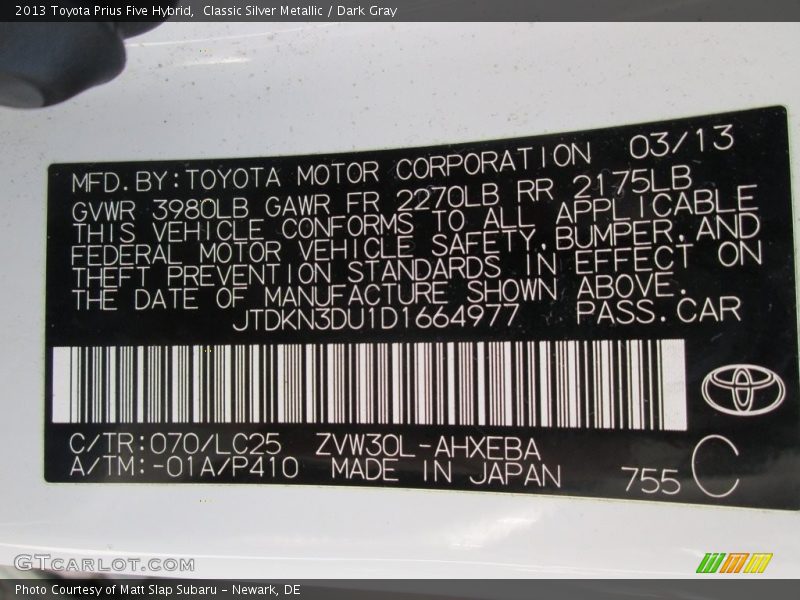 2013 Toyota Prius Five Hybrid,  Classic Silver Metallic / Dark Gray
MFD.BY:TOYOTA MOTOR CORPORATION 03/13
GVWR 3980LB GAWR FR 2270LB RR 2175LB
THIS VEHICLE CONFORMS TO ALL APPLICABLE
FEDERAL MOTOR VEHICLE SAFETY,BUMPER,AND
THEFT PREVENTION STANDARDS IN EFFECT ON
THE DATE OF MANUFACTURE SHOWN ABOVE.
JTDKN3DU1D1664977 PASS.CAR
C/TR:070/LC25 ZVW30L-AHXEBA
A/TM:-01A/P410 MADE IN JAPAN 755 C
GTCARLOT.COM
Photo Courtesy of Matt Slap Subaru - Newark, DE